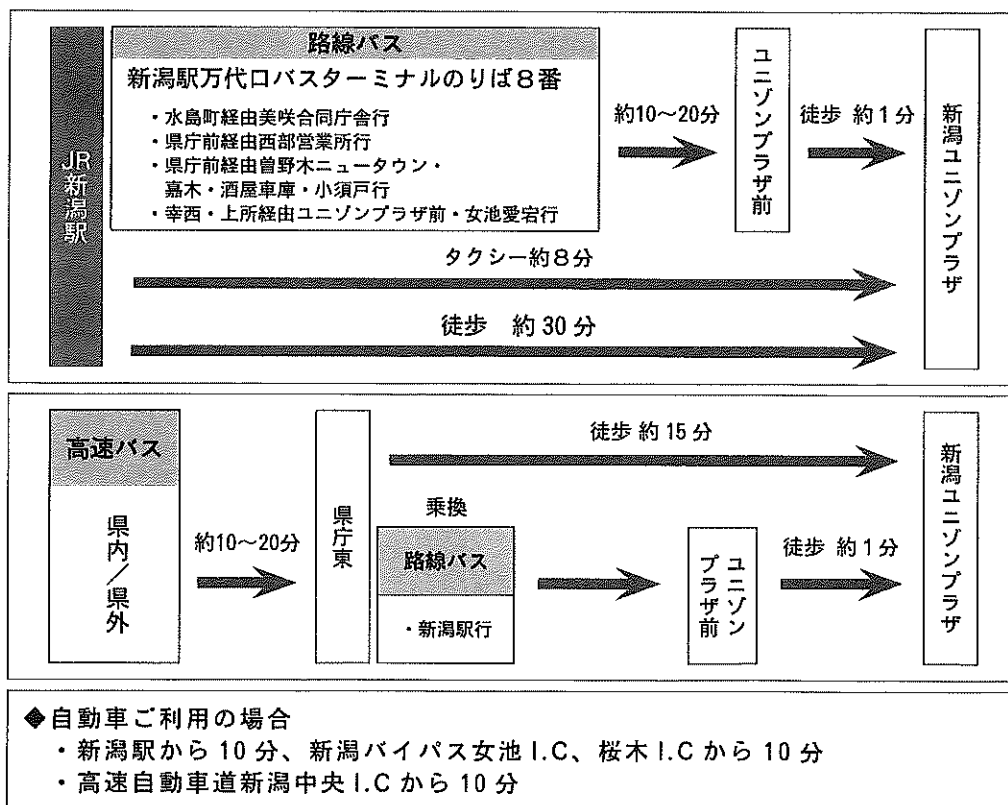 JR新潟駅
路線バス
新潟駅万代口バスターミナルのりば8番
・水島町経由美咲合同庁舎行
・県庁前経由西部営業所行
・県庁前経由曽野木ニュータウン・
嘉木・酒屋車庫・小須戸行
・幸西・上所経由ユニゾンプラザ前・女池愛宕行
約10～20分
ユニゾンプラザ前
徒歩 約1分
新潟ユニゾンプラザ
タクシー約8分
徒歩 約30分
高速バス
県内／県外
約10～20分
県庁東
徒歩 約15分
乗換
路線バス
・新潟駅行
ユニゾン
プラザ前
徒歩 約1分
新潟ユニゾンプラザ
◆自動車ご利用の場合
・新潟駅から10分、新潟バイパス女池I.C、桜木I.Cから10分
・高速自動車道新潟中央I.Cから10分